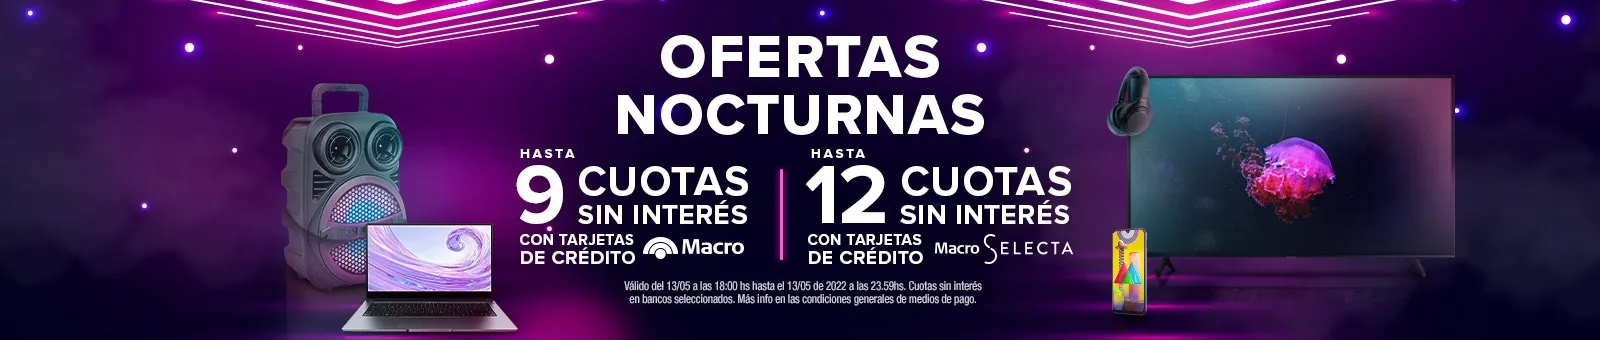 OFERTAS
NOCTURNAS
HASTA
9 CUOTAS
SIN INTERÉS
CON TARJETAS
DE CRÉDITO Macro
HASTA
12 CUOTAS
SIN INTERÉS
CON TARJETAS
DE CRÉDITO Macro SELECTA
Válido del 13/05 a las 18:00 hs hasta el 13/05 de 2022 a las 23.59hs. Cuotas sin interés
en bancos seleccionados. Más info en las condiciones generales de medios de pago.